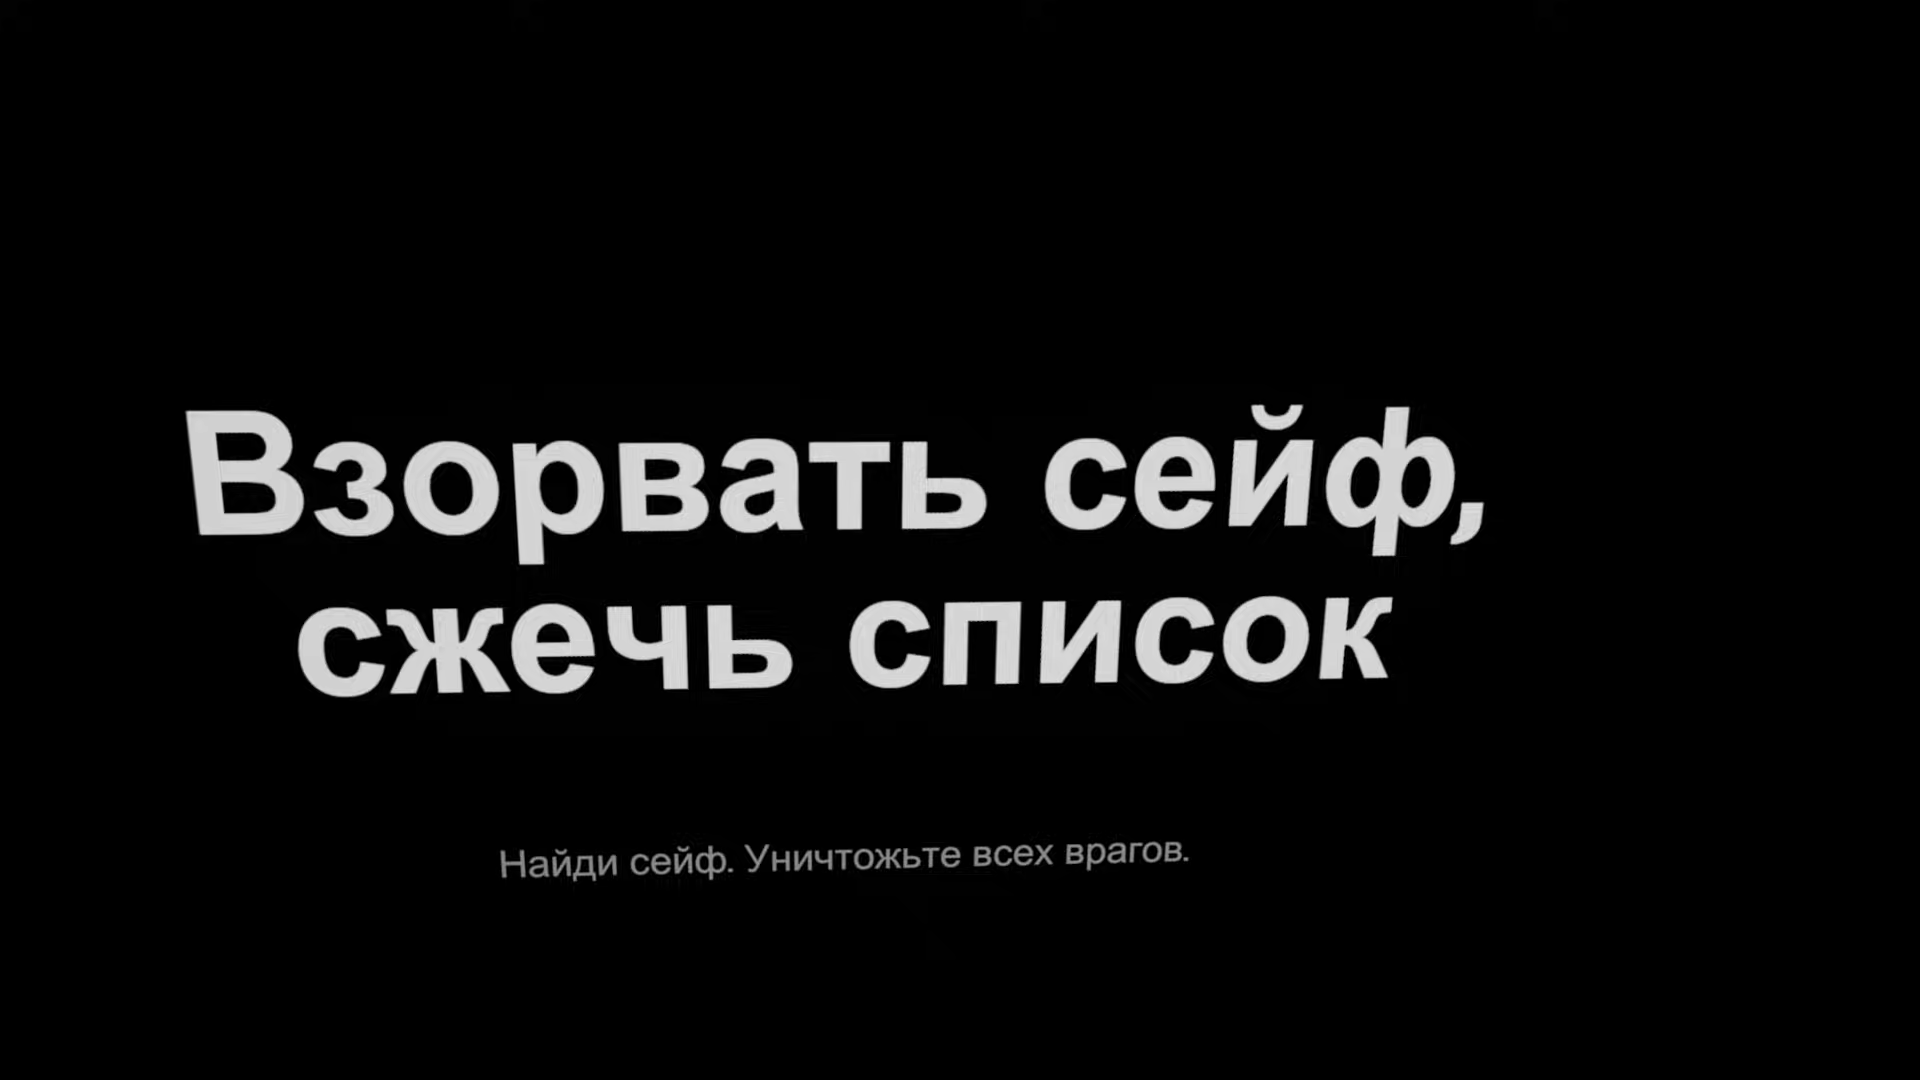 Взорвать сейф,
сжечь список
Найди сейф. Уничтожьте всех врагов.